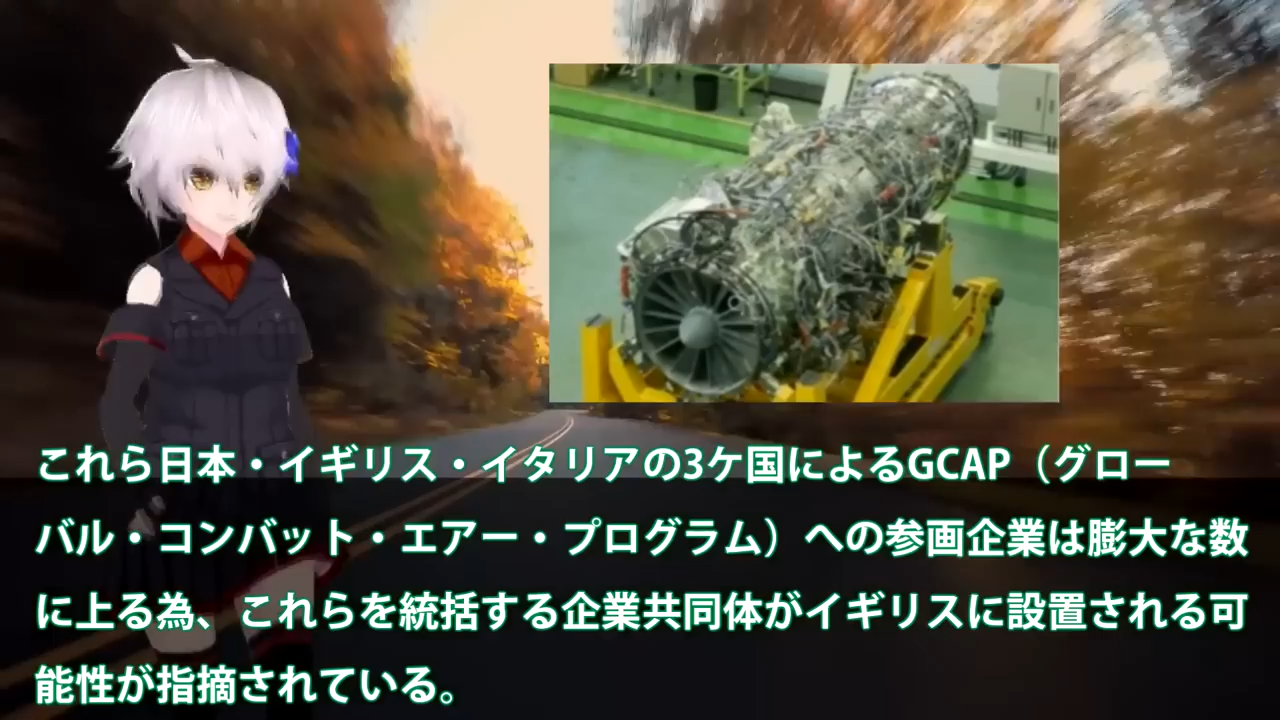 これら日本・イギリス・イタリアの3ケ国によるGCAP（グロー
バル・コンバット・エアー・プログラム）への参画企業は膨大な数
に上る為、これらを統括する企業共同体がイギリスに設置される可
能性が指摘されている。